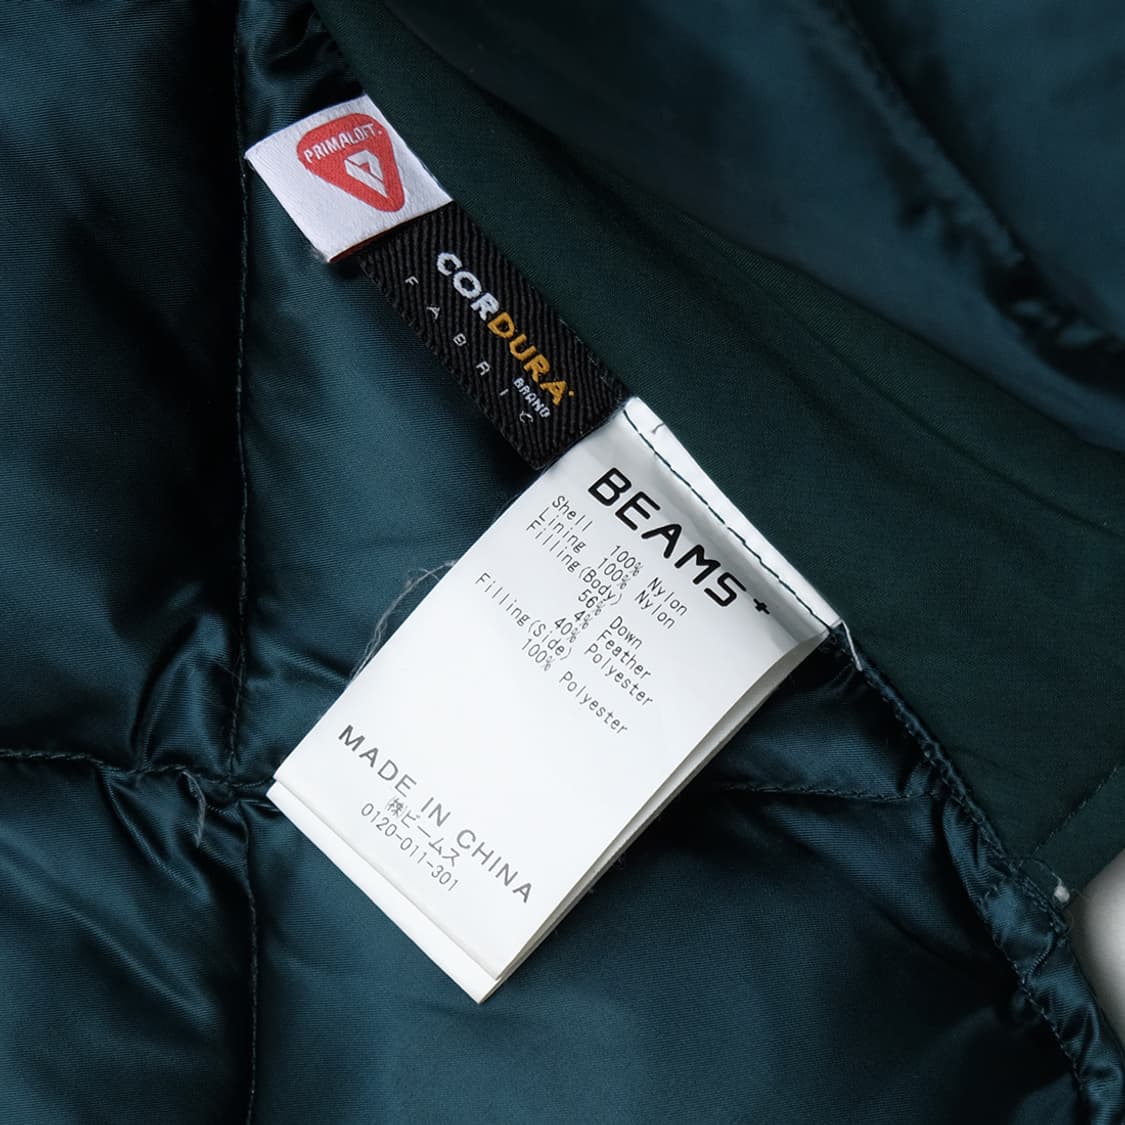 PRIMALOFT
CORDURA
BRAND
FABRIC
BEAMS+
Shell 100% Nylon
Lining 100% Nylon
Filling(Body)
56% Down
4% Feather
40% Polyester
Filling(Side)
100% Polyester
MADE IN CHINA
㈱ビームス
0120-011-301